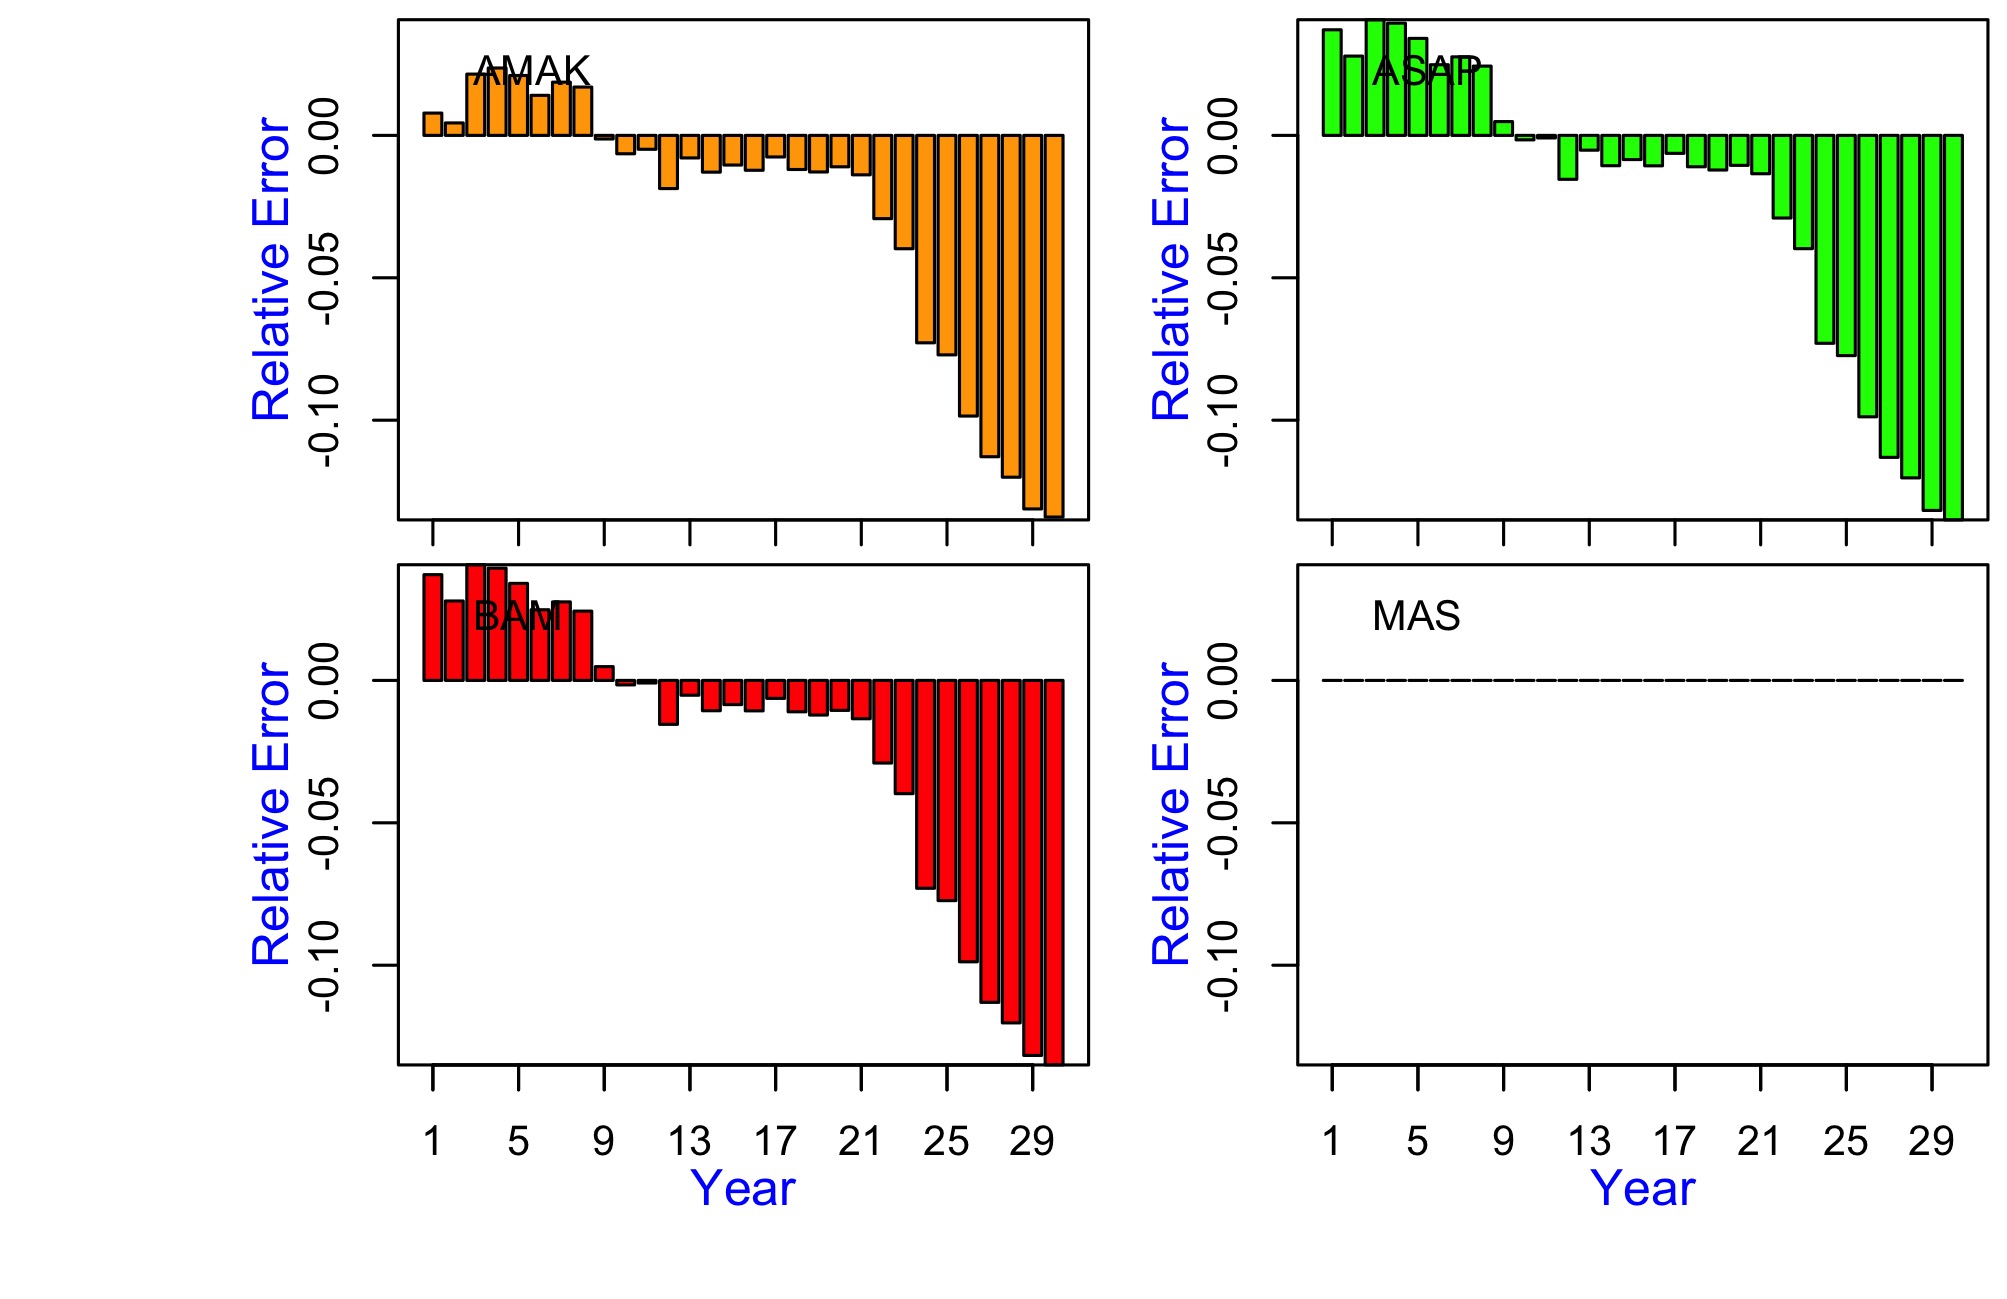 AMAK
Relative Error
0.00
-0.05
-0.10
ASAP
Relative Error
0.00
-0.05
-0.10
BAM
Relative Error
0.00
-0.05
-0.10
1 5 9 13 17 21 25 29
Year
MAS
Relative Error
0.00
-0.05
-0.10
1 5 9 13 17 21 25 29
Year